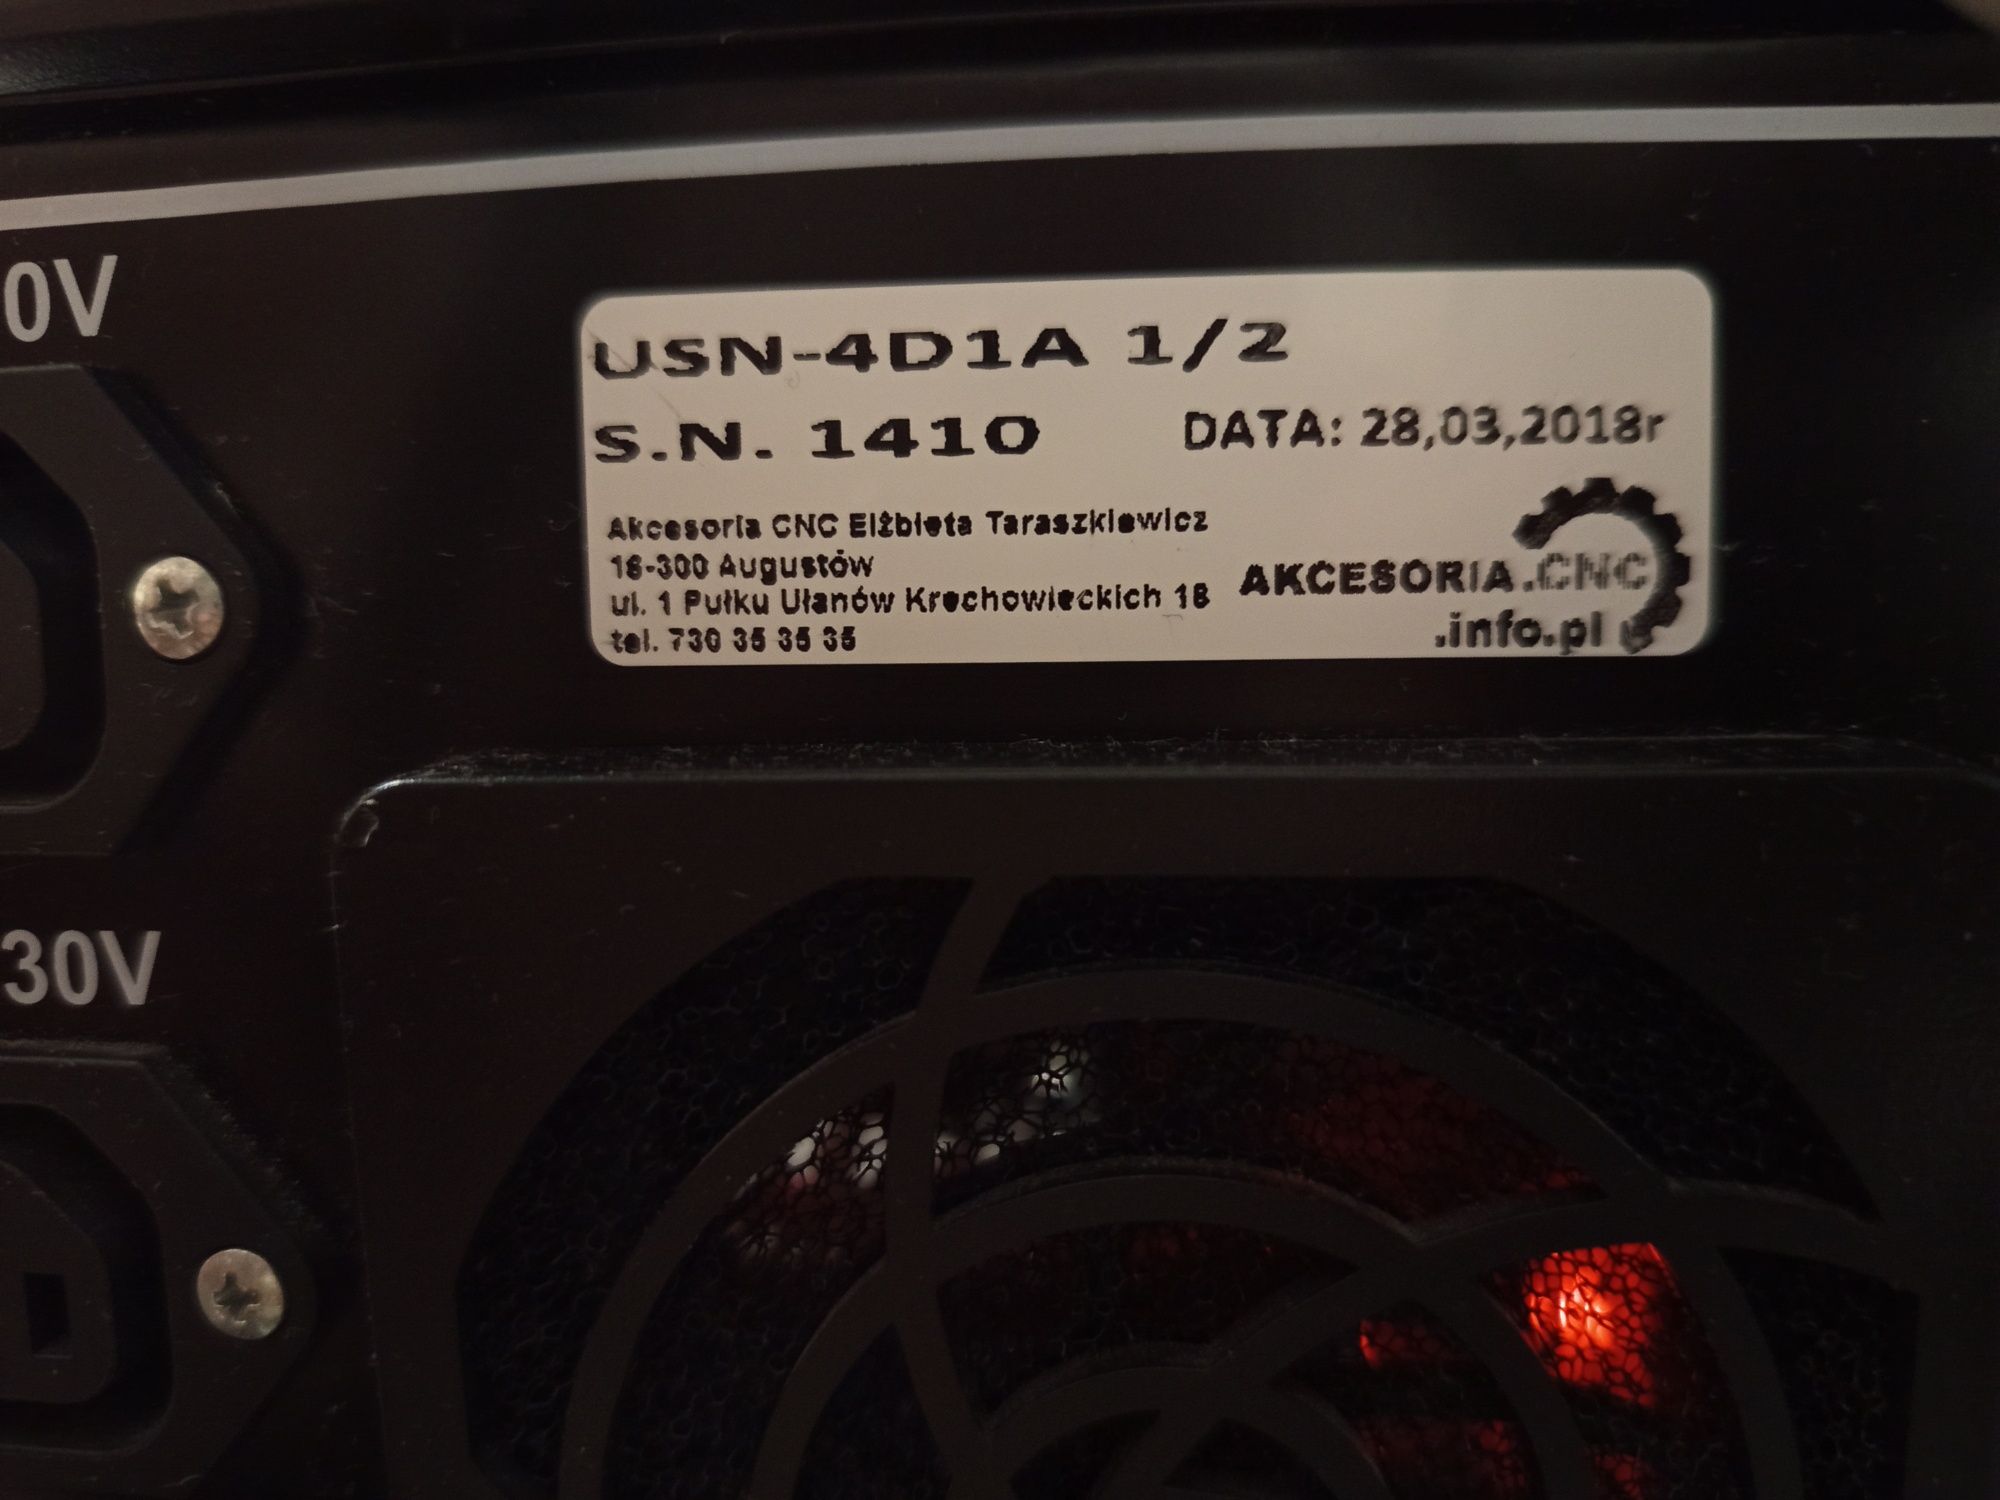 0V
USN-4D1A 1/2
S.N. 1410 DATA: 28,03,2018r
Akcesoria CNC Elżbieta Taraszkiewicz
16-300 Augustów
ul. 1 Pułku Ułanów Krechowieckich 18
tel. 730 35 35 35
AKCESORIA.CNC
.info.pl
30V